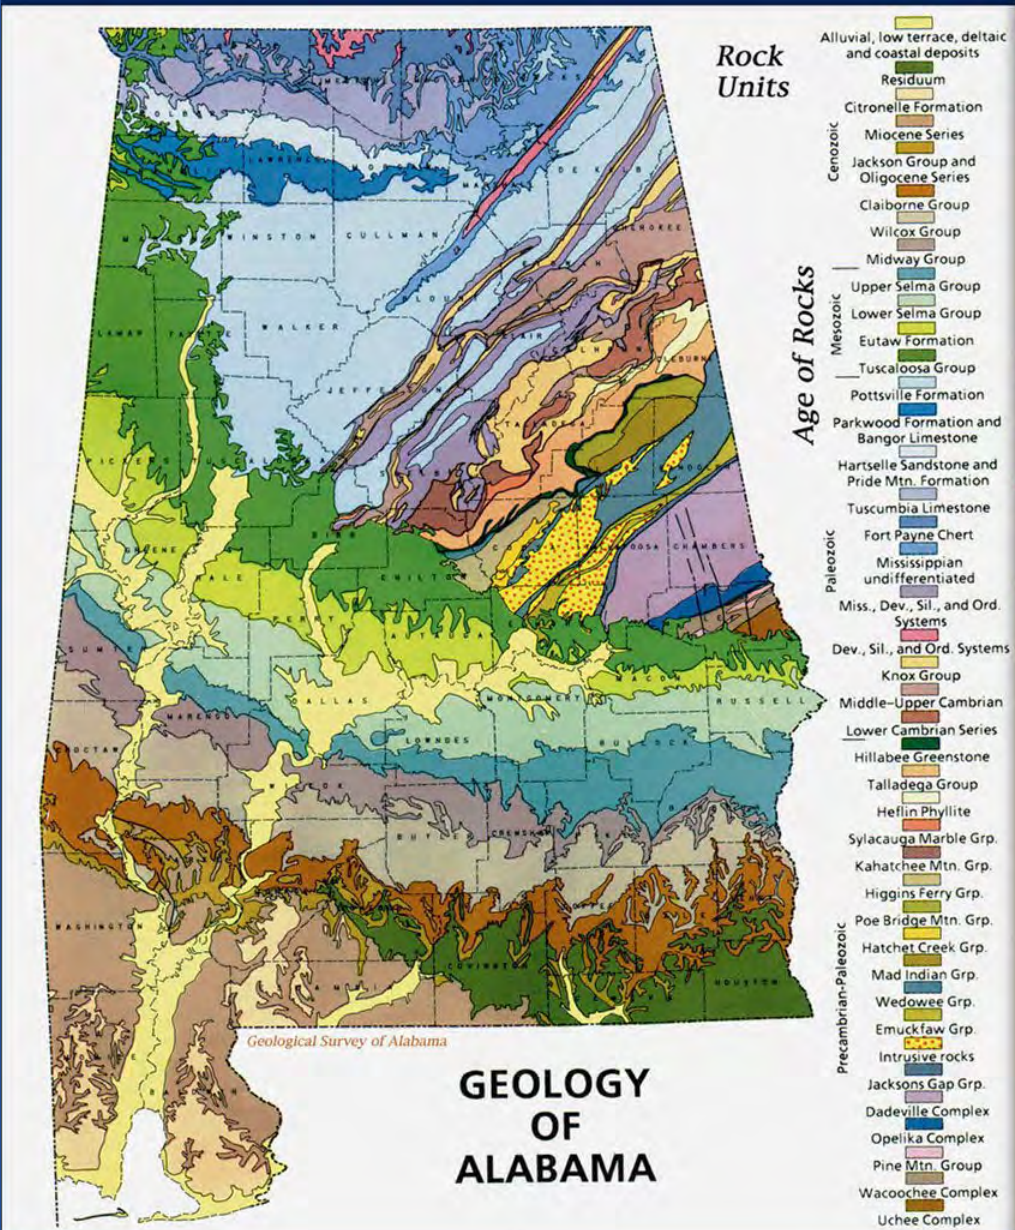 Rock
Units
Alluvial, low terrace, deltaic
and coastal deposits
Residuum
Citronelle Formation
Miocene Series
Jackson Group and
Oligocene Series
Claiborne Group
Wilcox Group
Midway Group
Upper Selma Group
Lower Selma Group
Eutaw Formation
Tuscaloosa Group
Pottsville Formation
Parkwood Formation and
Bangor Limestone
Hartselle Sandstone and
Pride Mtn. Formation
Tuscumbia Limestone
Fort Payne Chert
Mississippian
undifferentiated
Miss., Dev., Sil., and Ord.
Systems
Dev., Sil., and Ord. Systems
Knox Group
Middle–Upper Cambrian
Lower Cambrian Series
Hillabee Greenstone
Talladega Group
Heflin Phyllite
Sylacauga Marble Grp.
Kahatchee Mtn. Grp.
Higgins Ferry Grp.
Poe Bridge Mtn. Grp.
Hatchet Creek Grp.
Mad Indian Grp.
Wedowee Grp.
Emuckfaw Grp.
Intrusive rocks
Jacksons Gap Grp.
Dadeville Complex
Opelika Complex
Pine Mtn. Group
Wacoochee Complex
Uchee Complex
Age of Rocks
Cenozoic
Mesozoic
Paleozoic
Precambrian-Paleozoic
WINSTON
CULLMAN
CHEROKEE
LAMAR
FAYETTE
WALKER
JEFFERSON
PICKENS
GREENE
HALE
BIBB
CHILTON
CHAMBERS
PERRY
AUTAUGA
SUMTER
MACON
DALLAS
MONTGOMERY
RUSSELL
MARENGO
LOWNDES
BULLOCK
CHOCTAW
BUTLER
CRENSHAW
WASHINGTON
COVINGTON
HOUSTON
Geological Survey of Alabama
GEOLOGY
OF
ALABAMA